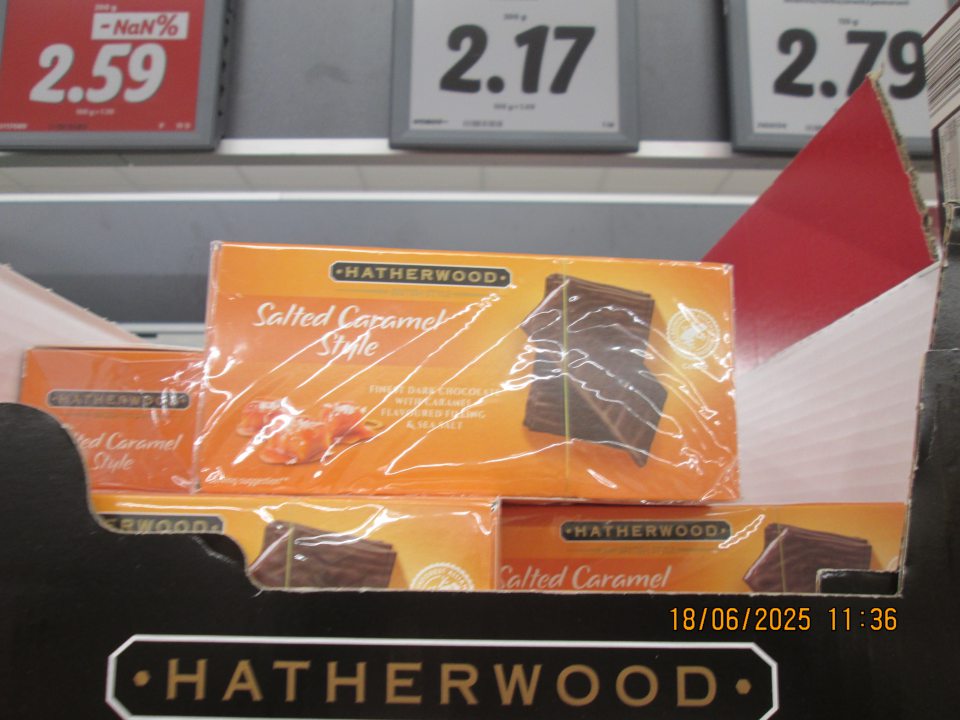 - NaN%
2.59
2.17
2.79
HATHERWOOD
Salted Caramel
Style
FINEST DARK CHOCOLATE
WITH CARAMEL
FLAVOURED FILLING
& SEA SALT
HATHERWOOD
Salted Caramel
Style
HATHERWOOD
HATHERWOOD
Salted Caramel
18/06/2025 11:36
HATHERWOOD